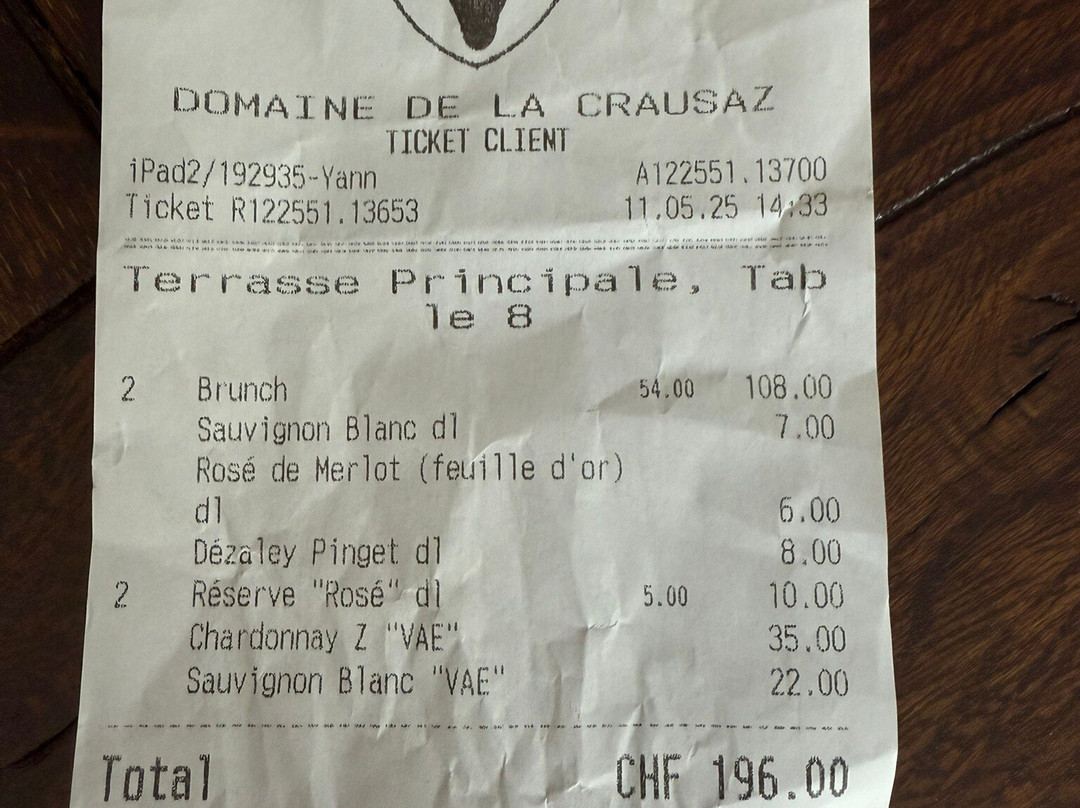 DOMAINE DE LA CRAUSAZ
TICKET CLIENT
iPad2/192935-Yann A122551.13700
Ticket R122551.13653 11.05.25 14:33
Terrasse Principale, Tab
le 8
2 Brunch 54.00 108.00
Sauvignon Blanc dl 7.00
Rosé de Merlot (feuille d'or)
dl 6.00
Dézaley Pinget dl 8.00
2 Réserve "Rosé" dl 5.00 10.00
Chardonnay Z "VAE" 35.00
Sauvignon Blanc "VAE" 22.00
Total CHF 196.00